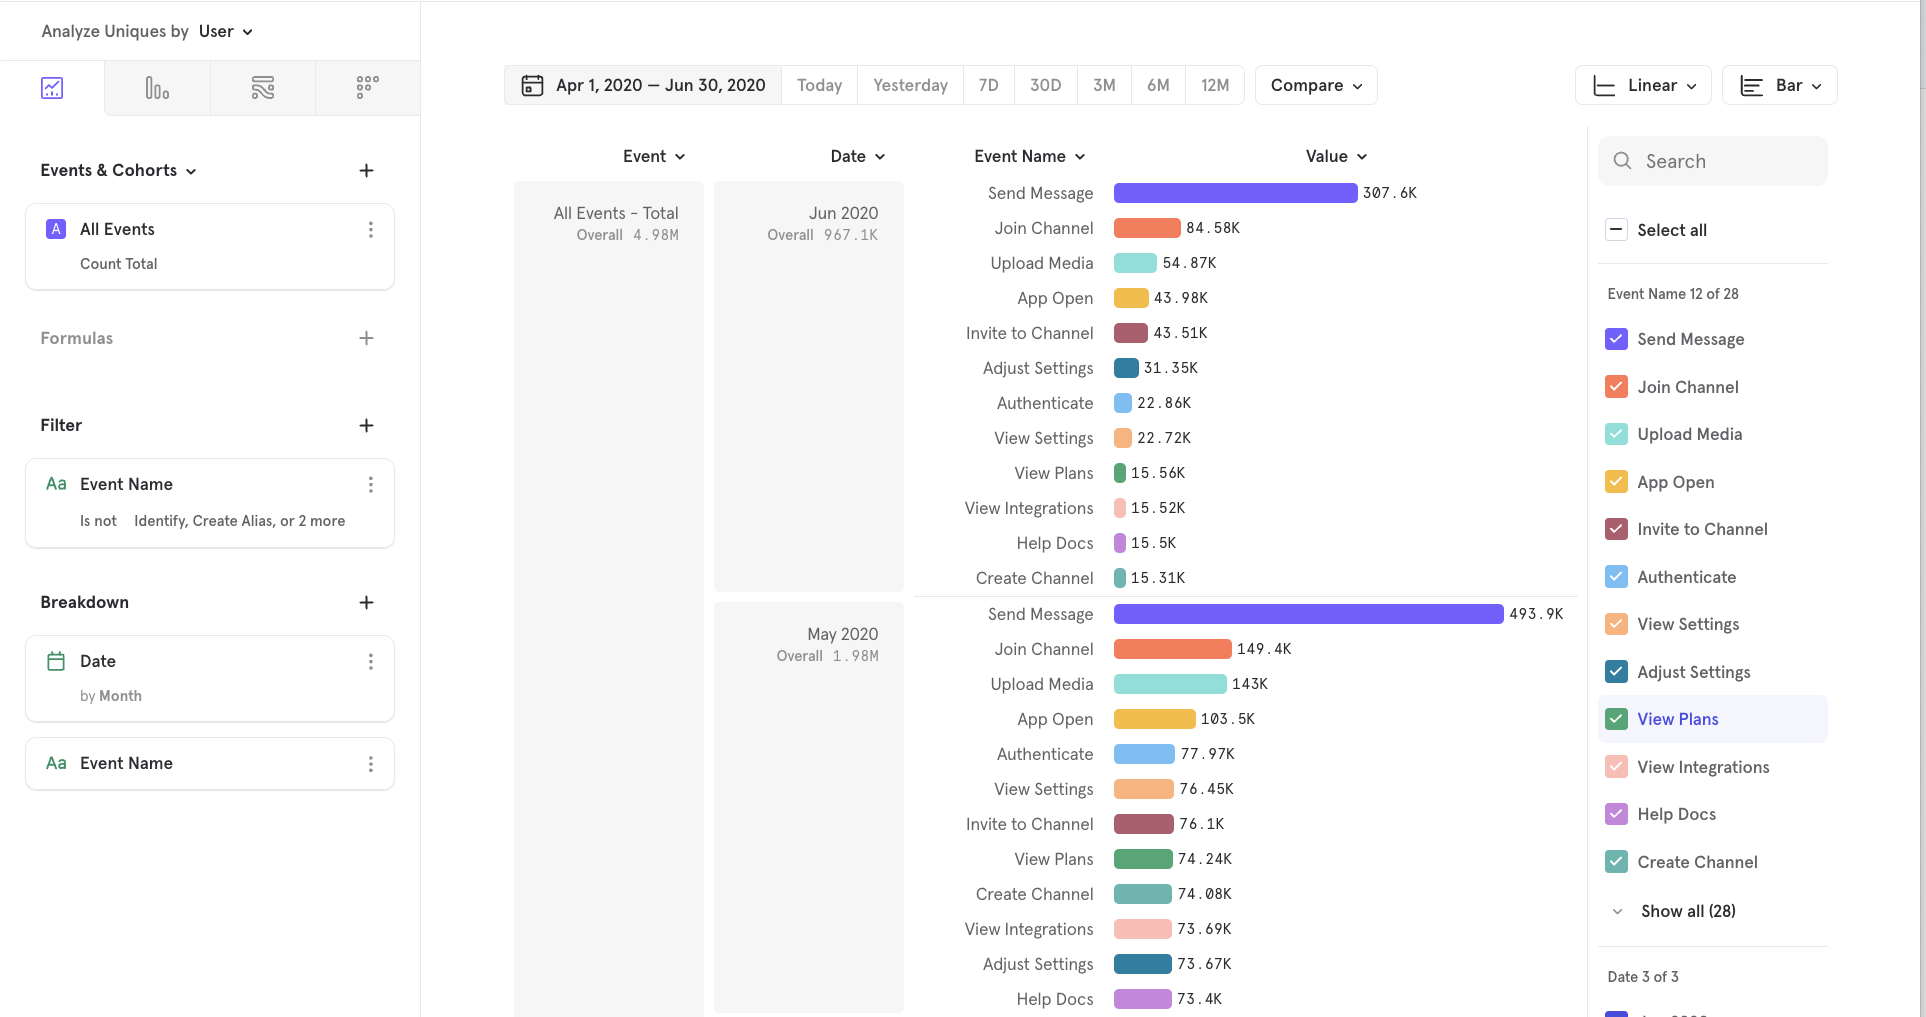 Analyze Uniques by User
Events & Cohorts
A All Events
Count Total
Formulas
Filter
Aa Event Name
Is not Identify, Create Alias, or 2 more
Breakdown
Date
by Month
Aa Event Name
Apr 1, 2020 — Jun 30, 2020 Today Yesterday 7D 30D 3M 6M 12M Compare Linear Bar
Event Date Event Name Value
All Events - Total
Overall 4.98M
Jun 2020
Overall 967.1K
Send Message 307.6K
Join Channel 84.58K
Upload Media 54.87K
App Open 43.98K
Invite to Channel 43.51K
Adjust Settings 31.35K
Authenticate 22.86K
View Settings 22.72K
View Plans 15.56K
View Integrations 15.52K
Help Docs 15.5K
Create Channel 15.31K
May 2020
Overall 1.98M
Send Message 493.9K
Join Channel 149.4K
Upload Media 143K
App Open 103.5K
Authenticate 77.97K
View Settings 76.45K
Invite to Channel 76.1K
View Plans 74.24K
Create Channel 74.08K
View Integrations 73.69K
Adjust Settings 73.67K
Help Docs 73.4K
Search
Select all
Event Name 12 of 28
Send Message
Join Channel
Upload Media
App Open
Invite to Channel
Authenticate
View Settings
Adjust Settings
View Plans
View Integrations
Help Docs
Create Channel
Show all (28)
Date 3 of 3